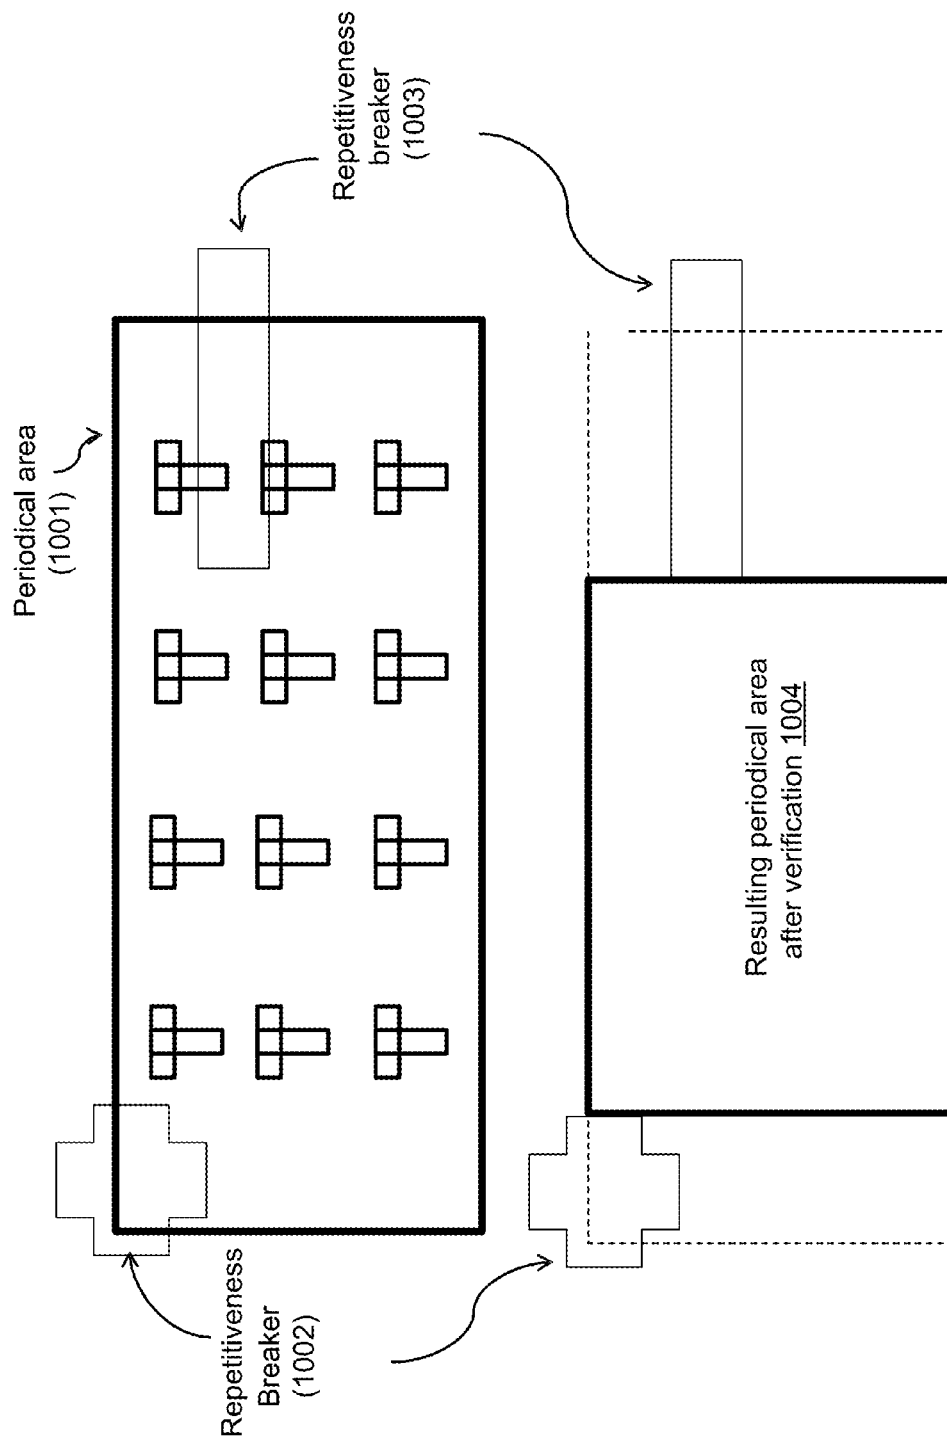 Periodical area
(1001)
Repetitiveness
breaker
(1003)
Repetitiveness
Breaker
(1002)
Resulting periodical area
after verification 1004